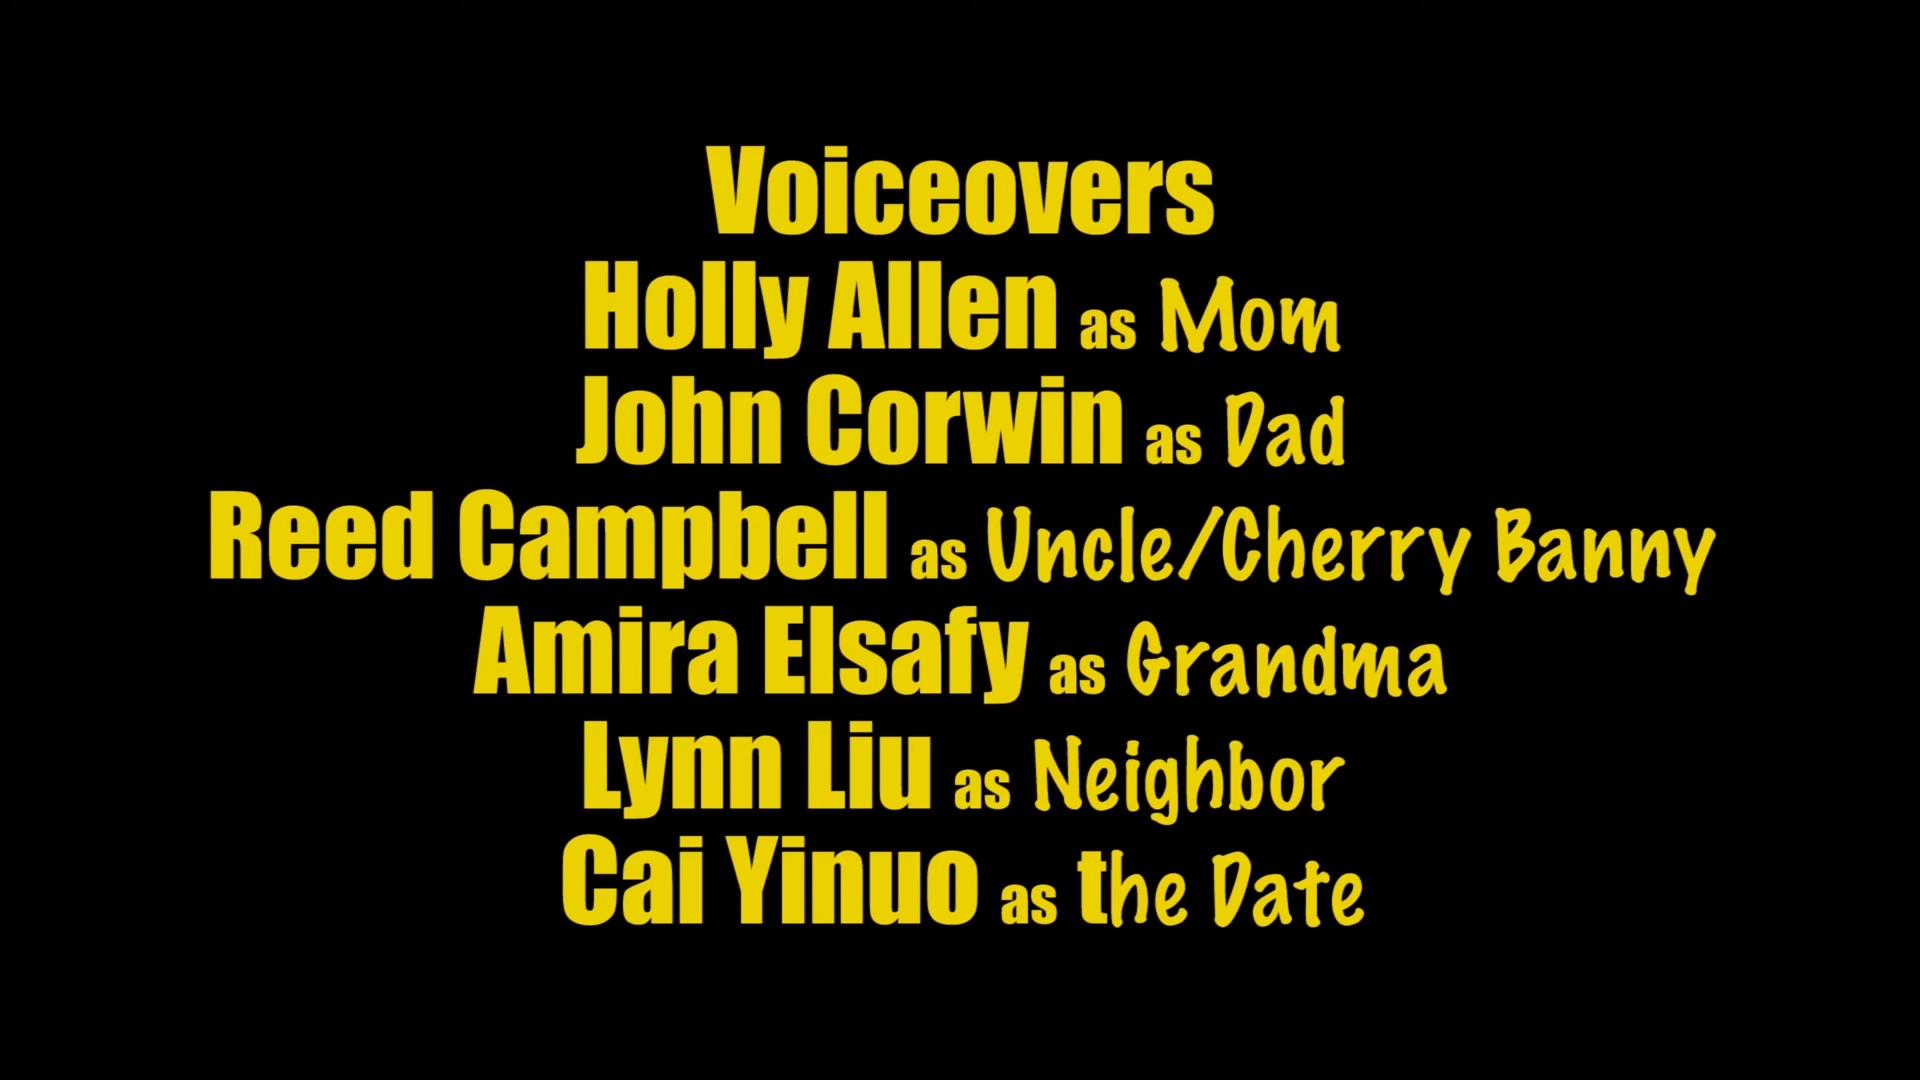 Voiceovers
Holly Allen as Mom
John Corwin as Dad
Reed Campbell as Uncle/Cherry Banny
Amira Elsafy as Grandma
Lynn Liu as Neighbor
Cai Yinuo as the Date